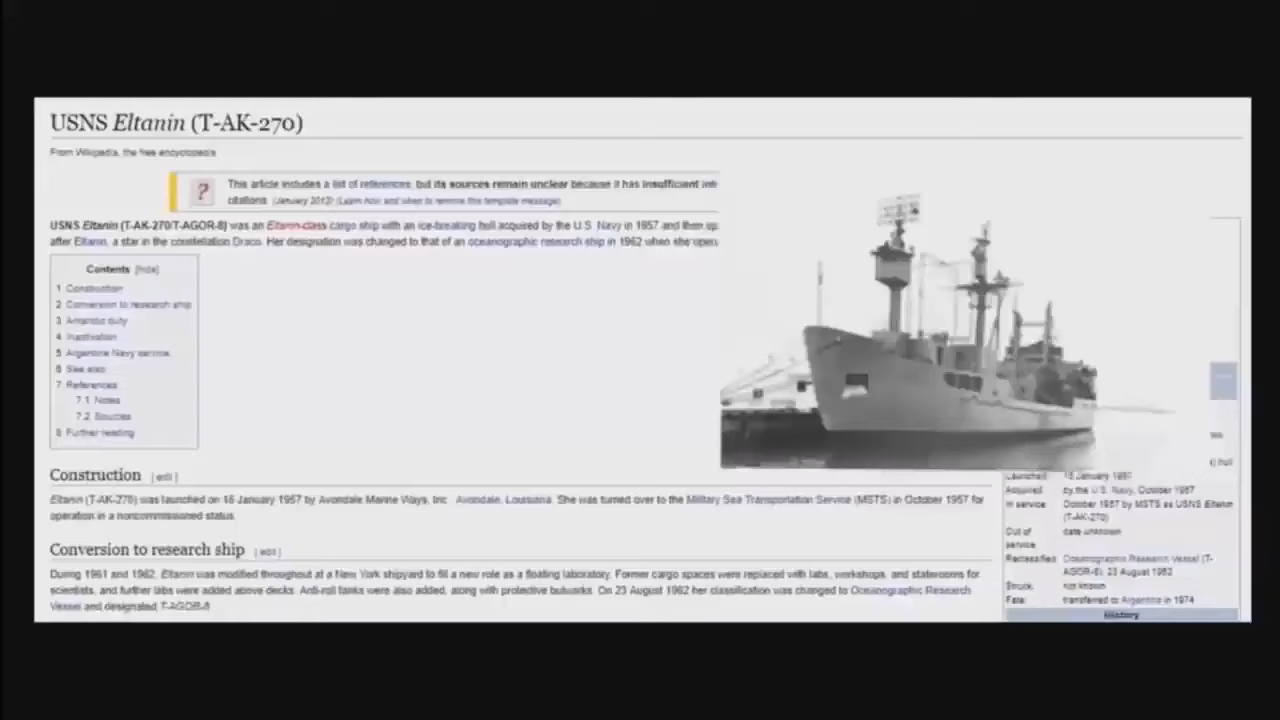 USNS Eltanin (T-AK-270)
From Wikipedia, the free encyclopedia
?
This article includes a list of references, but its sources remain unclear because it has insufficient
citations. (January 2013) (Learn how and when to remove this template message)
USNS Eltanin (T-AK-270/T-AGOR-8) was an Eltanin-class cargo ship with an ice-breaking hull acquired by the U.S. Navy in 1957 and then
after Eltanin, a star in the constellation Draco. Her designation was changed to that of an oceanographic research ship in 1962 when she
Contents [hide]
1 Construction
2 Conversion to research ship
3 Antarctic duty
4 Inactivation
5 Argentine Navy service
6 See also
7 References
7.1 Notes
7.2 Sources
8 Further reading
hull
Construction [edit]
Eltanin (T-AK-270) was launched on 16 January 1957 by Avondale Marine Ways, Inc Avondale, Louisiana. She was turned over to the Military Sea Transportation Service (MSTS) in October 1957 for
operation in a noncommissioned status.
Conversion to research ship [edit]
During 1961 and 1962, Eltanin was modified throughout at a New York shipyard to fill a new role as a floating laboratory. Former cargo spaces were replaced with labs, workshops, and staterooms for
scientists, and further labs were added above decks. Anti-roll tanks were also added, along with protective bulwarks. On 23 August 1962 her classification was changed to Oceanographic Research
Vessel and designated T-AGOR-8
Launched: 16 January 1957
Acquired: by the U.S. Navy, October 1957
In service: October 1957 by MSTS as USNS Eltanin
(T-AK-270)
Out of date unknown
service:
Reclassified: Oceanographic Research Vessel (T-
AGOR-8), 23 August 1962
Struck: not known
Fate: transferred to Argentina in 1974
History